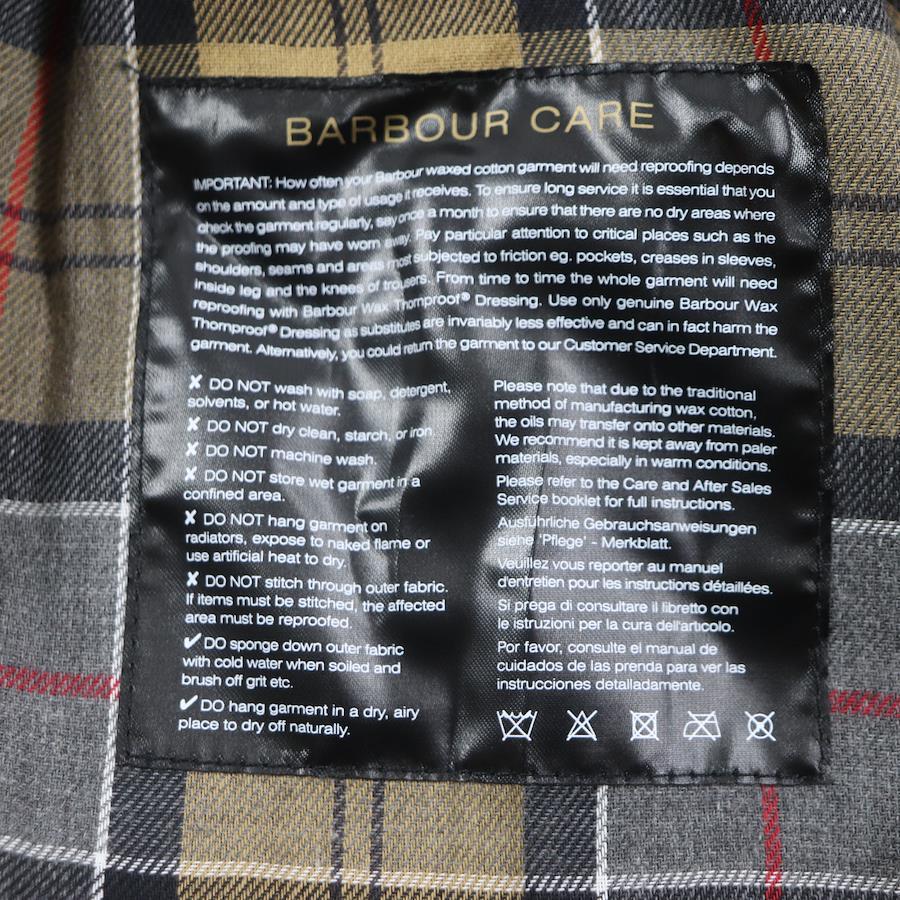 BARBOUR CARE
IMPORTANT: How often your Barbour waxed cotton garment will need reproofing depends
on the amount and type of usage it receives. To ensure long service it is essential that you
check the garment regularly, say once a month to ensure that there are no dry areas where
the proofing may have worn away. Pay particular attention to critical places such as the
shoulders, seams and areas most subjected to friction eg. pockets, creases in sleeves,
inside leg and the knees of trousers. From time to time the whole garment will need
reproofing with Barbour Wax Thornproof® Dressing. Use only genuine Barbour Wax
Thornproof® Dressing as substitutes are invariably less effective and can in fact harm the
garment. Alternatively, you could return the garment to our Customer Service Department.
✘ DO NOT wash with soap, detergent,
solvents, or hot water.
✘ DO NOT dry clean, starch, or iron
✘ DO NOT machine wash.
✘ DO NOT store wet garment in a
confined area.
✘ DO NOT hang garment on
radiators, expose to naked flame or
use artificial heat to dry.
✘ DO NOT stitch through outer fabric.
If items must be stitched, the affected
area must be reproofed.
✔ DO sponge down outer fabric
with cold water when soiled and
brush off grit etc.
✔ DO hang garment in a dry, airy
place to dry off naturally.
Please note that due to the traditional
method of manufacturing wax cotton,
the oils may transfer onto other materials.
We recommend it is kept away from paler
materials, especially in warm conditions.
Please refer to the Care and After Sales
Service booklet for full instructions.
Ausführliche Gebrauchsanweisungen
siehe 'Pflege' - Merkblatt.
Veuillez vous reporter au manuel
d'entretien pour les instructions détaillées.
Si prega di consultare il libretto con
le istruzioni per la cura dell'articolo.
Por favor, consulte el manual de
cuidados de las prenda para ver las
instrucciones detalladamente.